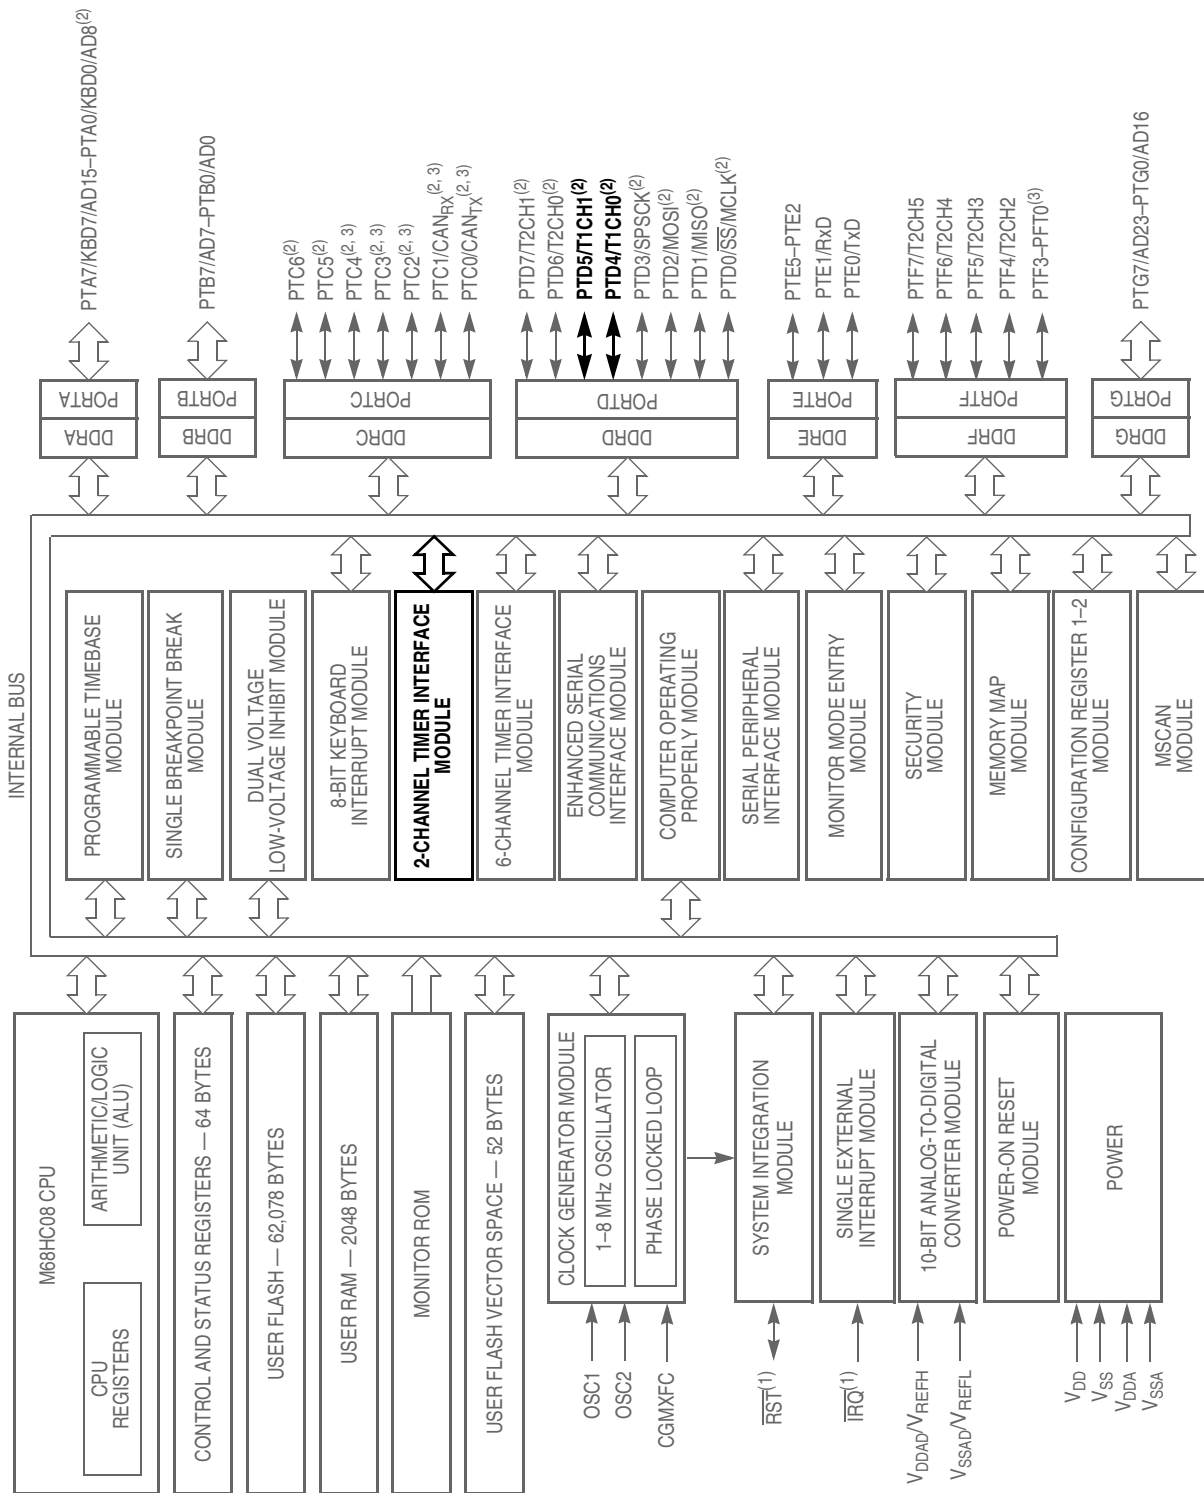 INTERNAL BUS
M68HC08 CPU
CPU
REGISTERS
ARITHMETIC/LOGIC
UNIT (ALU)
CONTROL AND STATUS REGISTERS — 64 BYTES
USER FLASH — 62,078 BYTES
USER RAM — 2048 BYTES
MONITOR ROM
USER FLASH VECTOR SPACE — 52 BYTES
CLOCK GENERATOR MODULE
1–8 MHz OSCILLATOR
PHASE LOCKED LOOP
OSC1
OSC2
CGMXFC
SYSTEM INTEGRATION
MODULE
RST(1)
SINGLE EXTERNAL
INTERRUPT MODULE
IRQ(1)
10-BIT ANALOG-TO-DIGITAL
CONVERTER MODULE
VDDAD/VREFH
VSSAD/VREFL
POWER-ON RESET
MODULE
POWER
VDD
VSS
VDDA
VSSA
PROGRAMMABLE TIMEBASE
MODULE
SINGLE BREAKPOINT BREAK
MODULE
DUAL VOLTAGE
LOW-VOLTAGE INHIBIT MODULE
8-BIT KEYBOARD
INTERRUPT MODULE
2-CHANNEL TIMER INTERFACE
MODULE
6-CHANNEL TIMER INTERFACE
MODULE
ENHANCED SERIAL
COMMUNICATIONS
INTERFACE MODULE
COMPUTER OPERATING
PROPERLY MODULE
SERIAL PERIPHERAL
INTERFACE MODULE
MONITOR MODE ENTRY
MODULE
SECURITY
MODULE
MEMORY MAP
MODULE
CONFIGURATION REGISTER 1–2
MODULE
MSCAN
MODULE
DDRA
PORTA
PTA7/KBD7/AD15–PTA0/KBD0/AD8(2)
DDRB
PORTB
PTB7/AD7–PTB0/AD0
DDRC
PORTC
PTC6(2)
PTC5(2)
PTC4(2, 3)
PTC3(2, 3)
PTC2(2, 3)
PTC1/CANRX(2, 3)
PTC0/CANTX(2, 3)
DDRD
PORTD
PTD7/T2CH1(2)
PTD6/T2CH0(2)
PTD5/T1CH1(2)
PTD4/T1CH0(2)
PTD3/SPSCK(2)
PTD2/MOSI(2)
PTD1/MISO(2)
PTD0/SS/MCLK(2)
DDRE
PORTE
PTE5–PTE2
PTE1/RxD
PTE0/TxD
DDRF
PORTF
PTF7/T2CH5
PTF6/T2CH4
PTF5/T2CH3
PTF4/T2CH2
PTF3–PFT0(3)
DDRG
PORTG
PTG7/AD23–PTG0/AD16